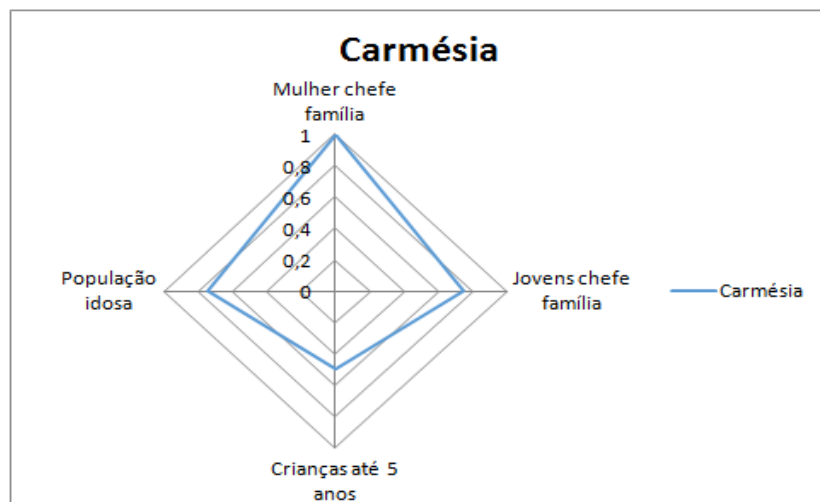 Carmésia
Mulher chefe
família
1
0,8
0,6
0,4
0,2
0
População
idosa
Jovens chefe
família
Carmésia
Crianças até 5
anos